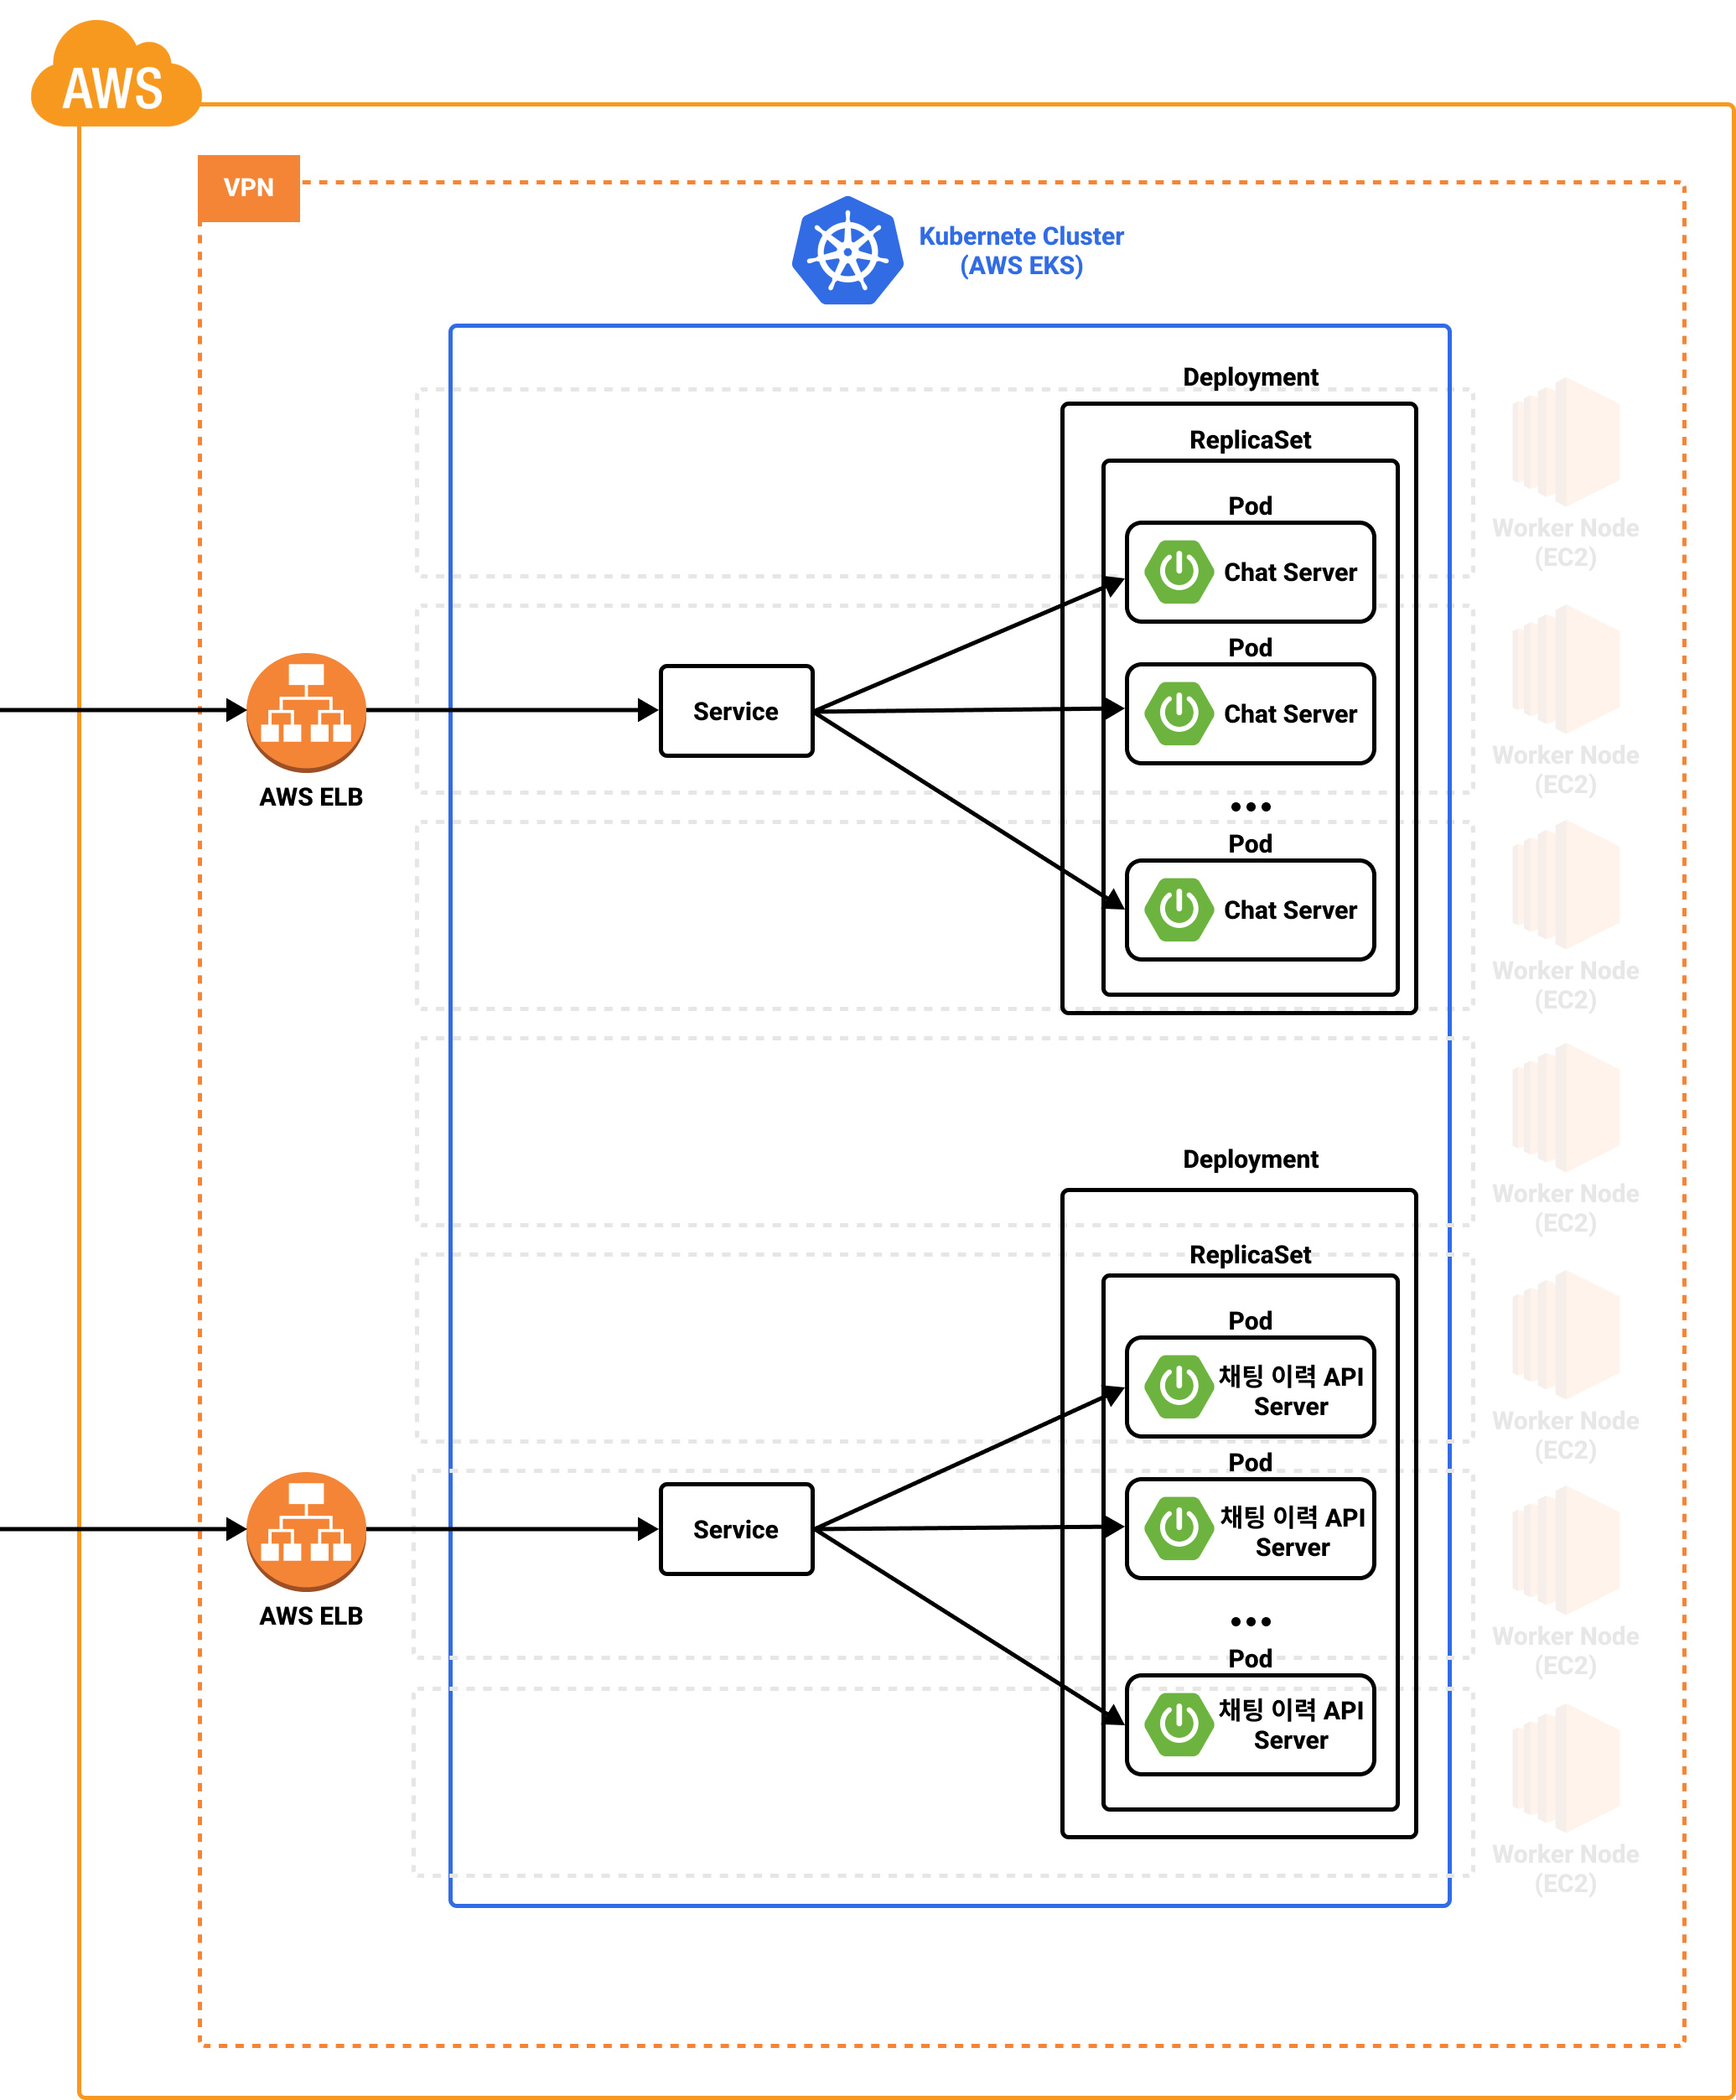 AWS
VPN
Kubernete Cluster
(AWS EKS)
Deployment
ReplicaSet
Pod
Chat Server
Pod
Chat Server
Pod
Chat Server
Service
AWS ELB
Worker Node
(EC2)
Worker Node
(EC2)
Worker Node
(EC2)
Worker Node
(EC2)
Deployment
ReplicaSet
Pod
채팅 이력 API
Server
Pod
채팅 이력 API
Server
Pod
채팅 이력 API
Server
Service
AWS ELB
Worker Node
(EC2)
Worker Node
(EC2)
Worker Node
(EC2)